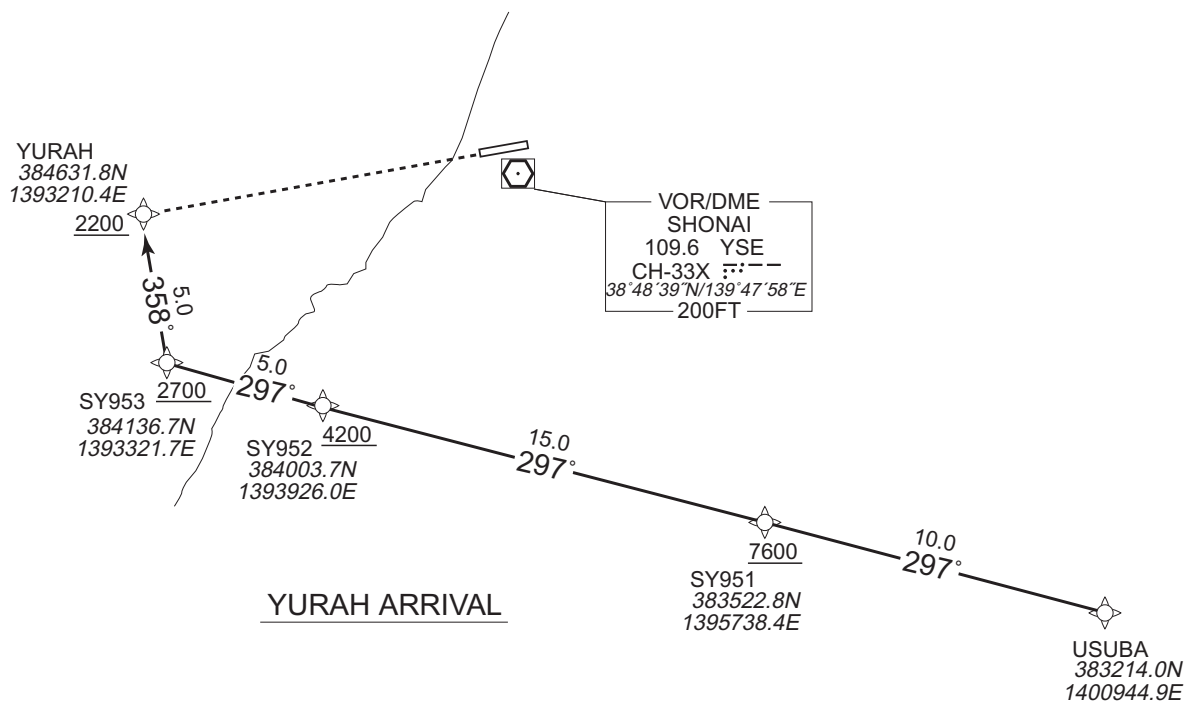 YURAH
384631.8N
1393210.4E
2200
VOR/DME
SHONAI
109.6 YSE
CH-33X
38°48´39˝N/139°47´58˝E
200FT
5.0
358°
5.0
297°
2700
SY953
384136.7N
1393321.7E
4200
SY952
384003.7N
1393926.0E
15.0
297°
7600
SY951
383522.8N
1395738.4E
10.0
297°
USUBA
383214.0N
1400944.9E
YURAH ARRIVAL